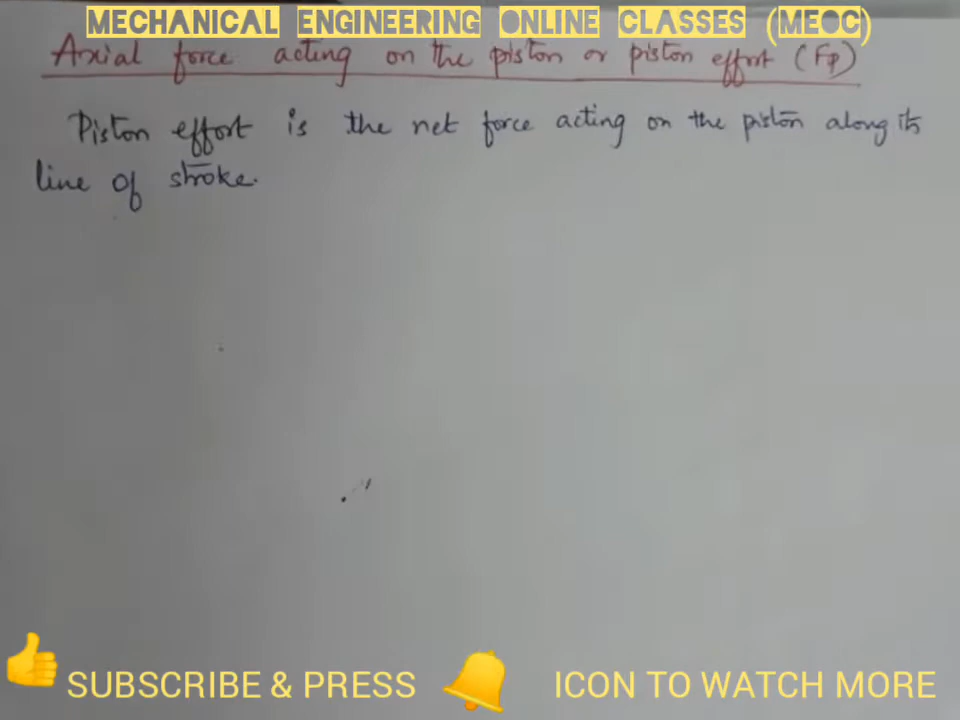 MECHANICAL ENGINEERING ONLINE CLASSES (MEOC)
Axial force acting on the piston or piston effort (Fp)
Piston effort is the net force acting on the piston along its
line of stroke.
SUBSCRIBE & PRESS ICON TO WATCH MORE